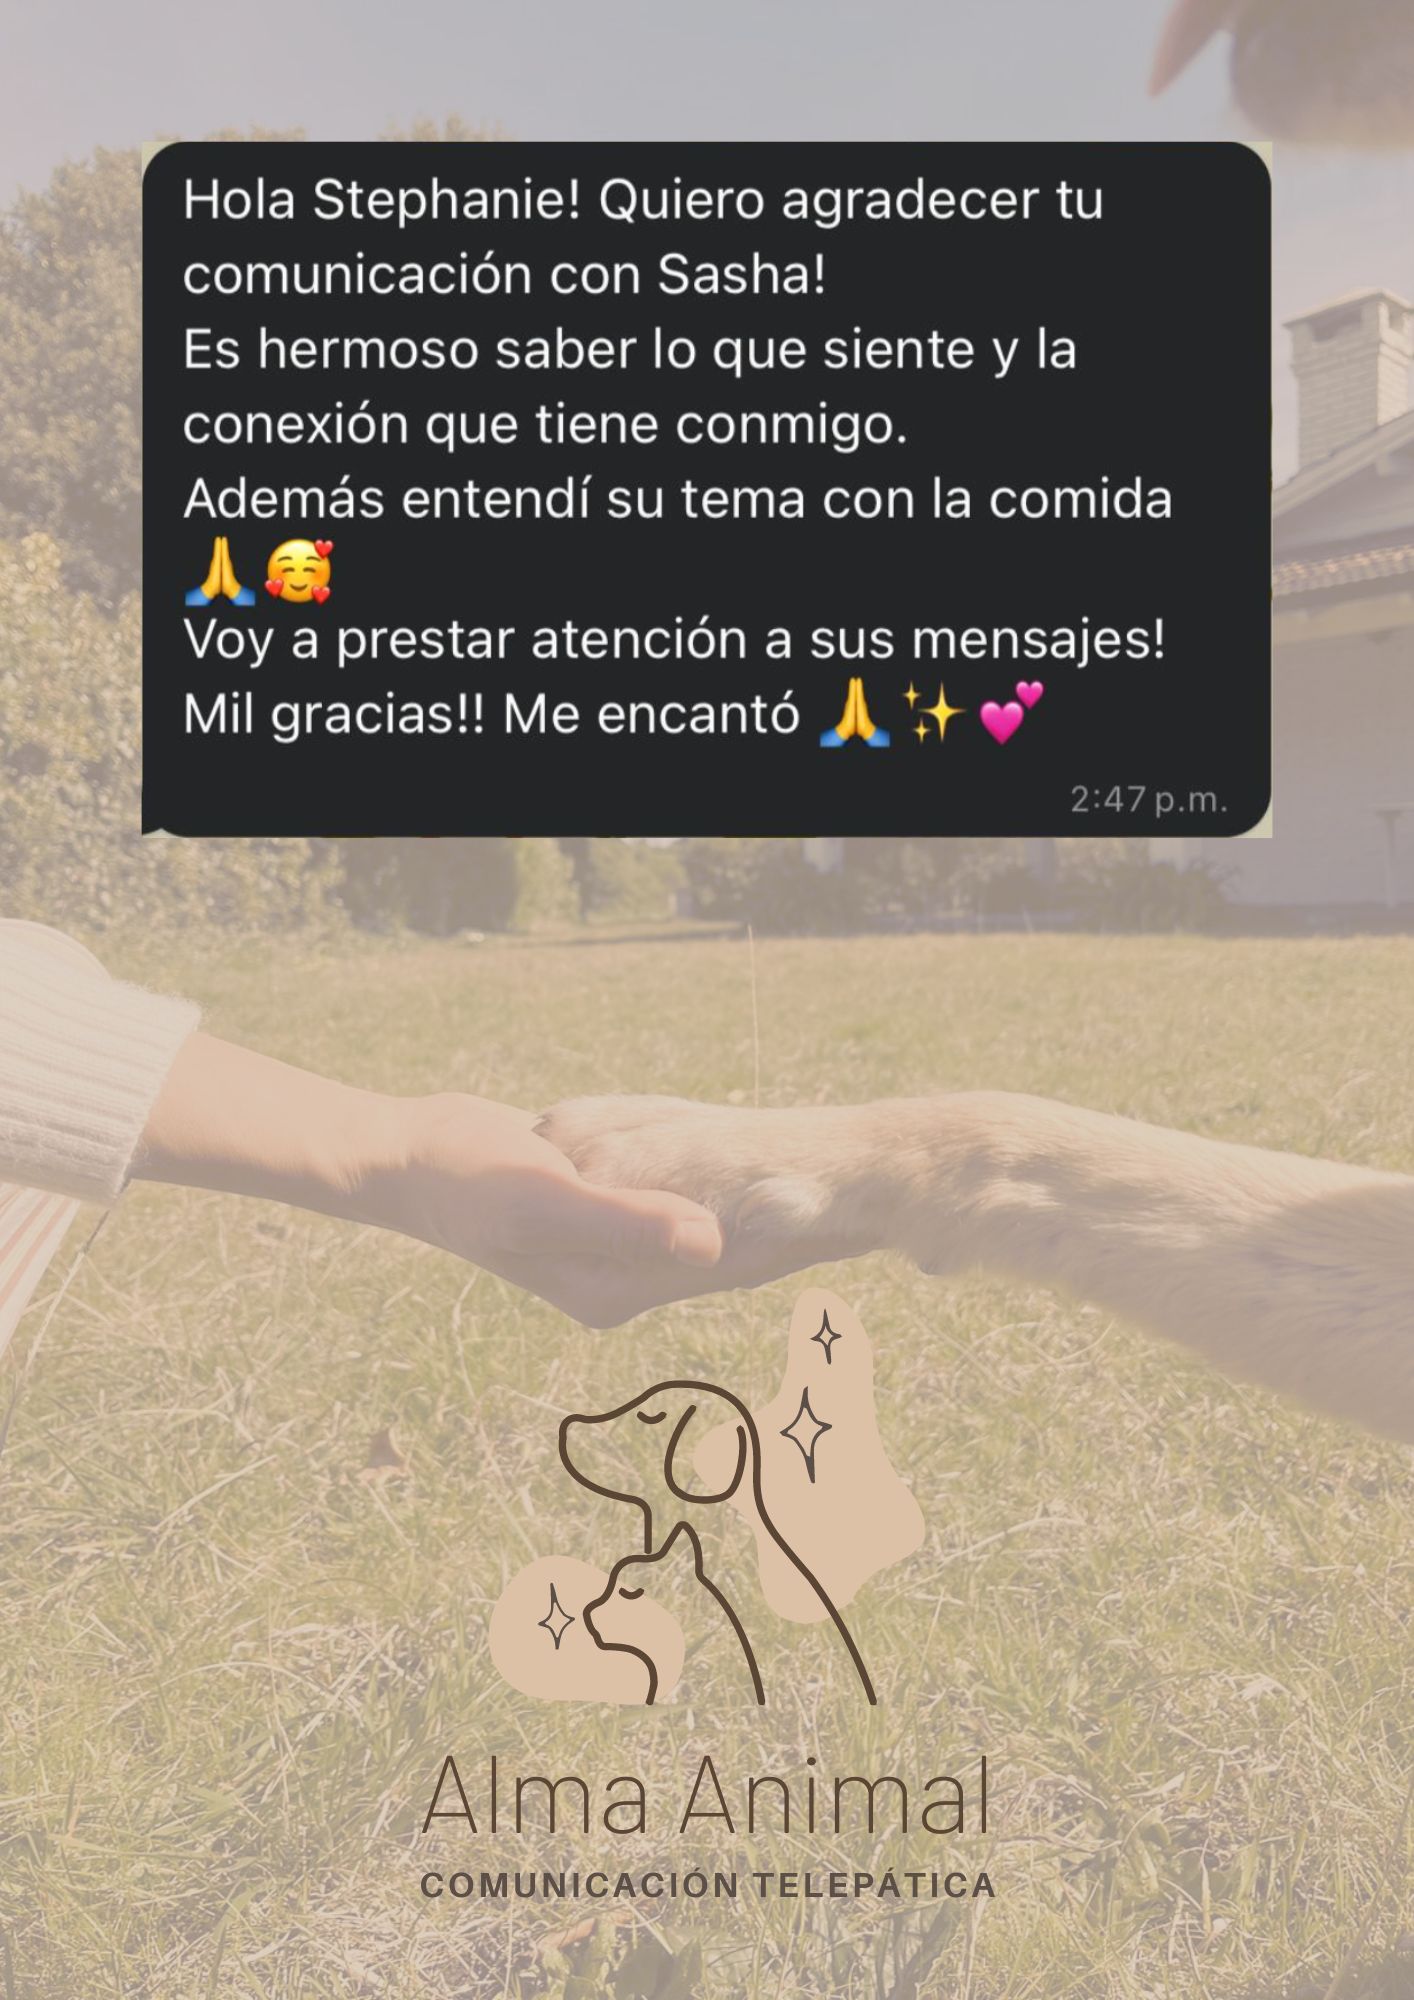 Hola Stephanie! Quiero agradecer tu
comunicación con Sasha!
Es hermoso saber lo que siente y la
conexión que tiene conmigo.
Además entendí su tema con la comida
🙏🥰
Voy a prestar atención a sus mensajes!
Mil gracias!! Me encantó 🙏✨💕
2:47 p.m.
Alma Animal
COMUNICACIÓN TELEPÁTICA